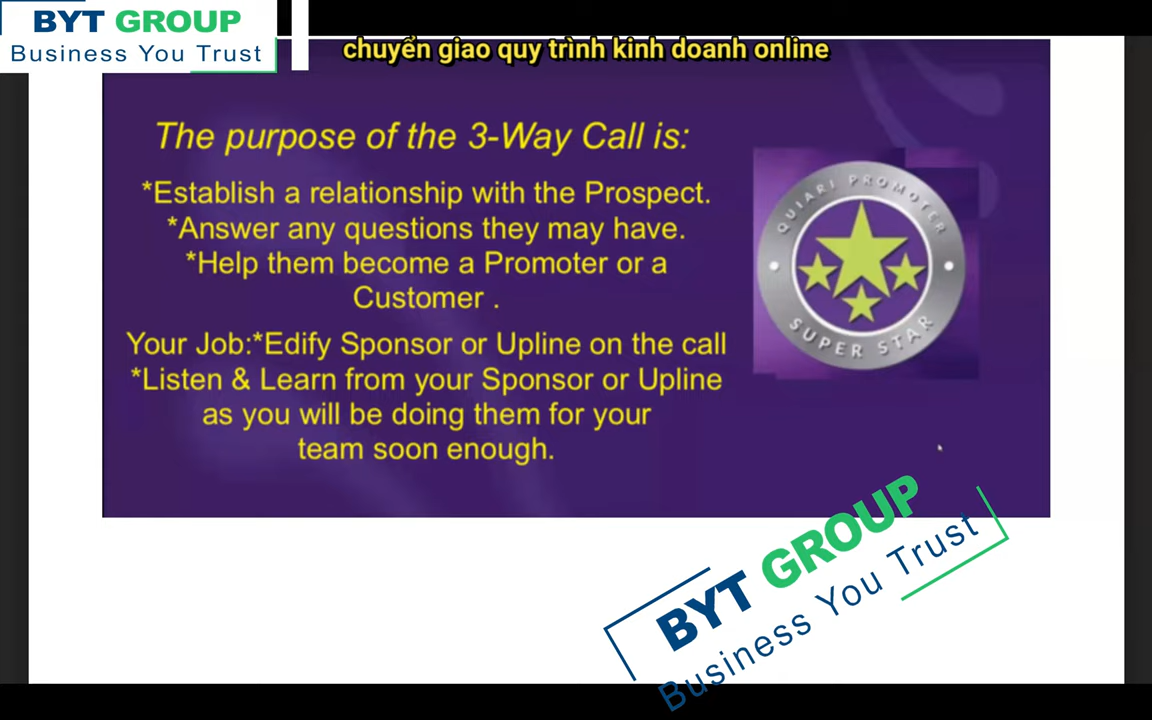 BYT GROUP
Business You Trust
chuyển giao quy trình kinh doanh online
The purpose of the 3-Way Call is:
*Establish a relationship with the Prospect.
*Answer any questions they may have.
*Help them become a Promoter or a
Customer .
Your Job:*Edify Sponsor or Upline on the call
*Listen & Learn from your Sponsor or Upline
as you will be doing them for your
team soon enough.
QUIARI PROMOTER
SUPER STAR
BYT GROUP
Business You Trust